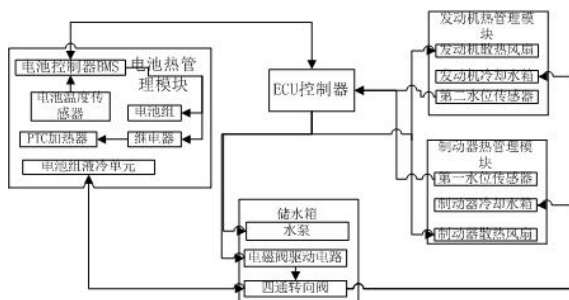 电池控制器BMS
电池热管
理模块
电池温度传
感器
电池组
PTC加热器
继电器
电池组液冷单元
ECU控制器
发动机热管理模
块
发动机散热风扇
发动机冷却水箱
第二水位传感器
制动器热管理模
块
第一水位传感器
制动器冷却水箱
制动器散热风扇
储水箱
水泵
电磁阀驱动电路
四通转向阀